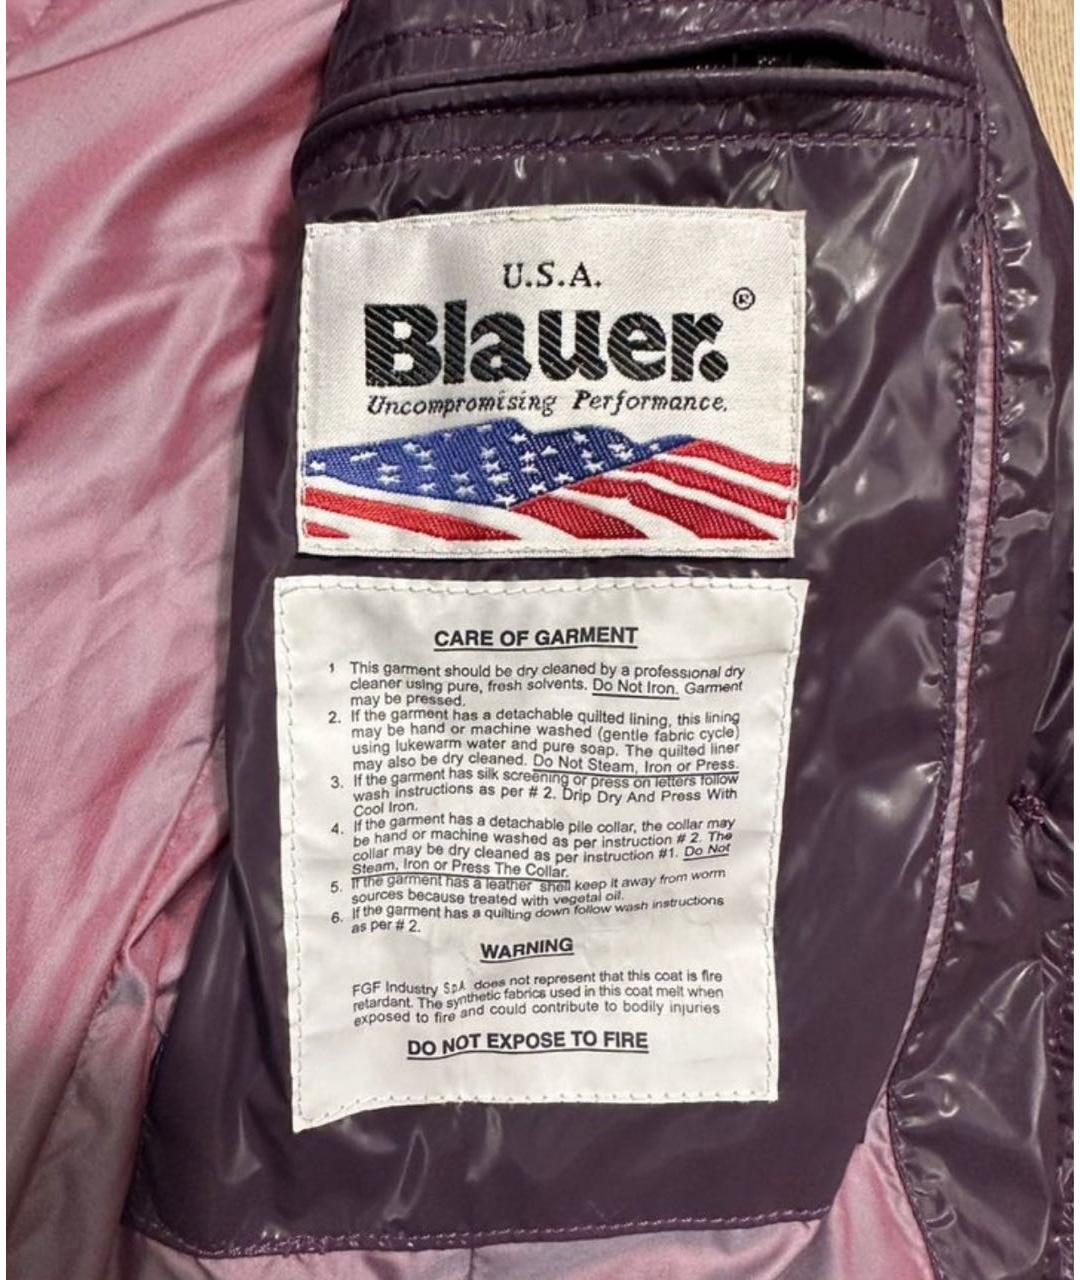 U.S.A.
Blauer.®
Uncompromising Performance.
CARE OF GARMENT
1 This garment should be dry cleaned by a professional dry
cleaner using pure, fresh solvents. Do Not Iron. Garment
may be pressed.
2. If the garment has a detachable quilted lining, this lining
may be hand or machine washed (gentle fabric cycle)
using lukewarm water and pure soap. The quilted liner
may also be dry cleaned. Do Not Steam, Iron or Press.
3. If the garment has silk screening or press on letters follow
wash instructions as per # 2. Drip Dry And Press With
Cool Iron.
4. If the garment has a detachable pile collar, the collar may
be hand or machine washed as per instruction # 2. The
collar may be dry cleaned as per instruction #1. Do Not
Steam, Iron or Press The Collar.
5. If the garment has a leather shell keep it away from worm
sources because treated with vegetal oil.
6. If the garment has a quilting down follow wash instructions
as per # 2.
WARNING
FGF Industry S.p.A. does not represent that this coat is fire
retardant. The synthetic fabrics used in this coat melt when
exposed to fire and could contribute to bodily injuries
DO NOT EXPOSE TO FIRE